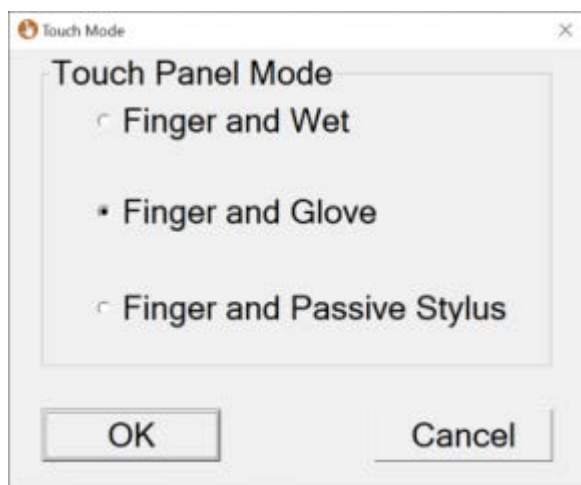 Touch Mode
Touch Panel Mode
Finger and Wet
Finger and Glove
Finger and Passive Stylus
OK
Cancel